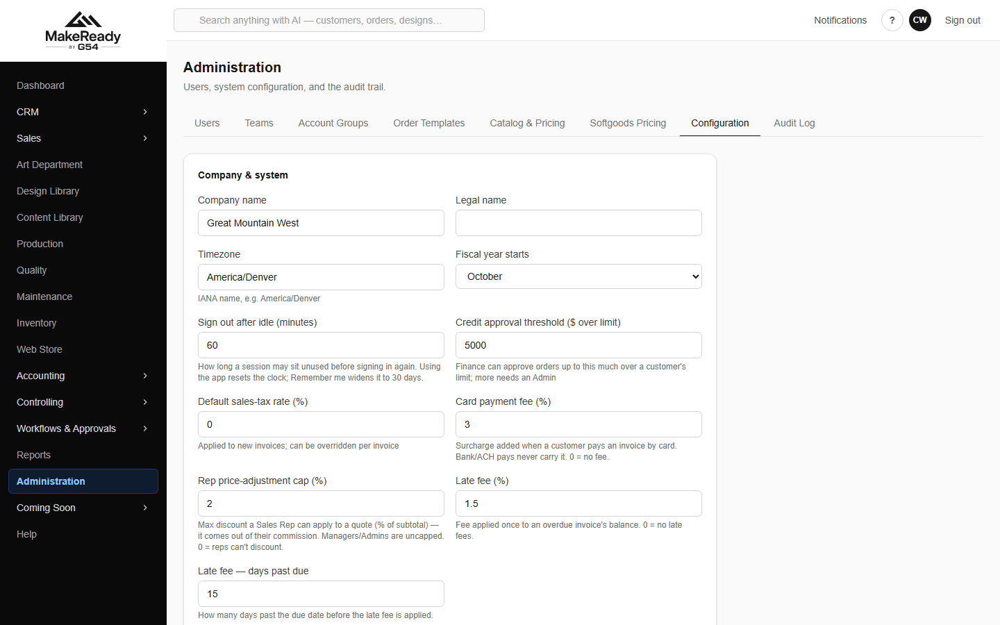 MakeReady
BY G54
Search anything with AI — customers, orders, designs...
Notifications
?
CW
Sign out
Dashboard
CRM
Sales
Art Department
Design Library
Content Library
Production
Quality
Maintenance
Inventory
Web Store
Accounting
Controlling
Workflows & Approvals
Reports
Administration
Coming Soon
Help
Administration
Users, system configuration, and the audit trail.
Users
Teams
Account Groups
Order Templates
Catalog & Pricing
Softgoods Pricing
Configuration
Audit Log
Company & system
Company name
Great Mountain West
Legal name
Timezone
America/Denver
IANA name, e.g. America/Denver
Fiscal year starts
October
Sign out after idle (minutes)
60
How long a session may sit unused before signing in again. Using
the app resets the clock; Remember me widens it to 30 days.
Credit approval threshold ($ over limit)
5000
Finance can approve orders up to this much over a customer's
limit; more needs an Admin
Default sales-tax rate (%)
0
Applied to new invoices; can be overridden per invoice
Card payment fee (%)
3
Surcharge added when a customer pays an invoice by card.
Bank/ACH pays never carry it. 0 = no fee.
Rep price-adjustment cap (%)
2
Max discount a Sales Rep can apply to a quote (% of subtotal) —
it comes out of their commission. Managers/Admins are uncapped.
0 = reps can't discount.
Late fee (%)
1.5
Fee applied once to an overdue invoice's balance. 0 = no late
fees.
Late fee — days past due
15
How many days past the due date before the late fee is applied.